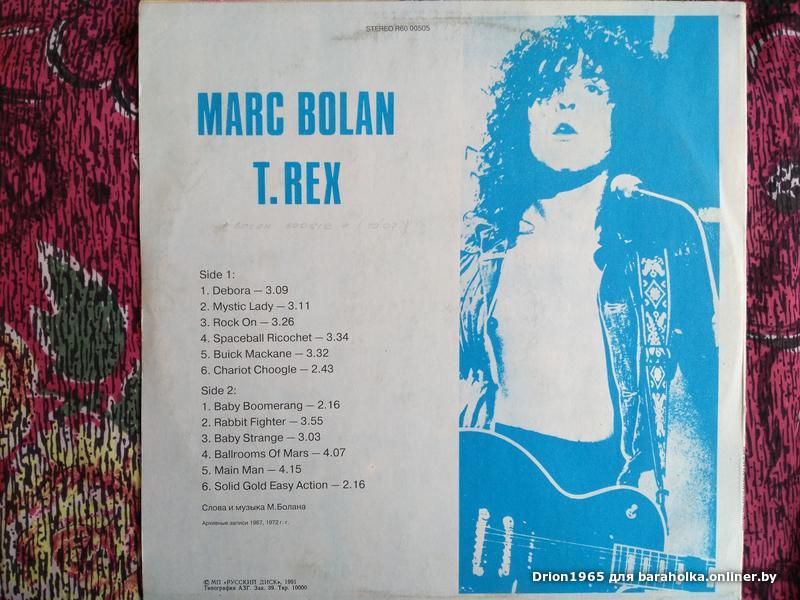 STEREO R60 00505
MARC BOLAN
T.REX
Side 1:
1. Debora — 3.09
2. Mystic Lady — 3.11
3. Rock On — 3.26
4. Spaceball Ricochet — 3.34
5. Buick Mackane — 3.32
6. Chariot Choogle — 2.43
Side 2:
1. Baby Boomerang — 2.16
2. Rabbit Fighter — 3.55
3. Baby Strange — 3.03
4. Ballrooms Of Mars — 4.07
5. Main Man — 4.15
6. Solid Gold Easy Action — 2.16
Слова и музыка М.Болана
Архивные записи 1967, 1972 г. г.
© МП «РУССКИЙ ДИСК», 1991
Типография АЗГ. Зак. 39. Тир. 10000
Drion1965 для baraholka.onliner.by